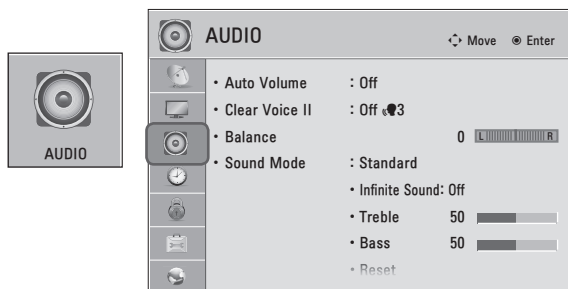 AUDIO
AUDIO
Move Enter
• Auto Volume : Off
• Clear Voice II : Off 3
• Balance 0 L R
• Sound Mode : Standard
• Infinite Sound: Off
• Treble 50
• Bass 50
• Reset